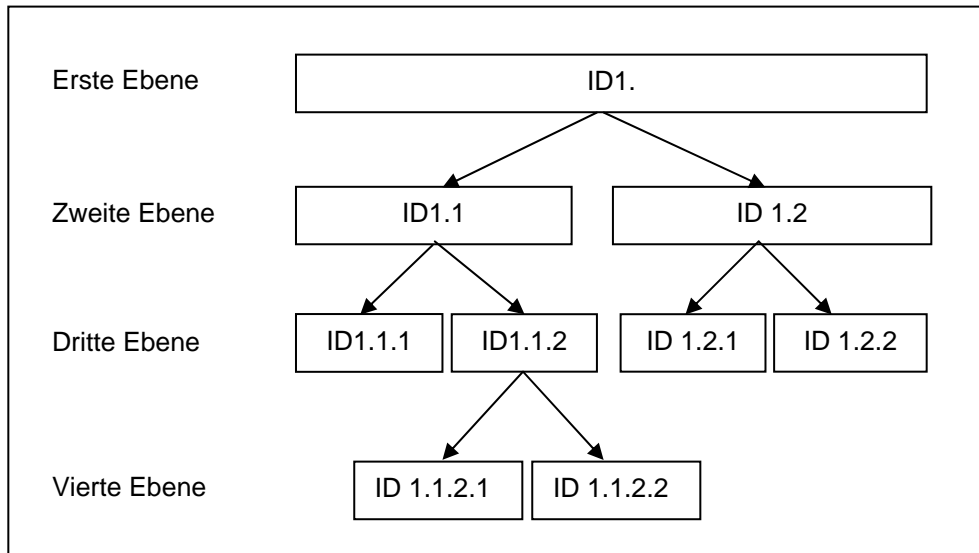 Erste Ebene ID1.
Zweite Ebene ID1.1 ID 1.2
Dritte Ebene ID1.1.1 ID1.1.2 ID 1.2.1 ID 1.2.2
Vierte Ebene ID 1.1.2.1 ID 1.1.2.2